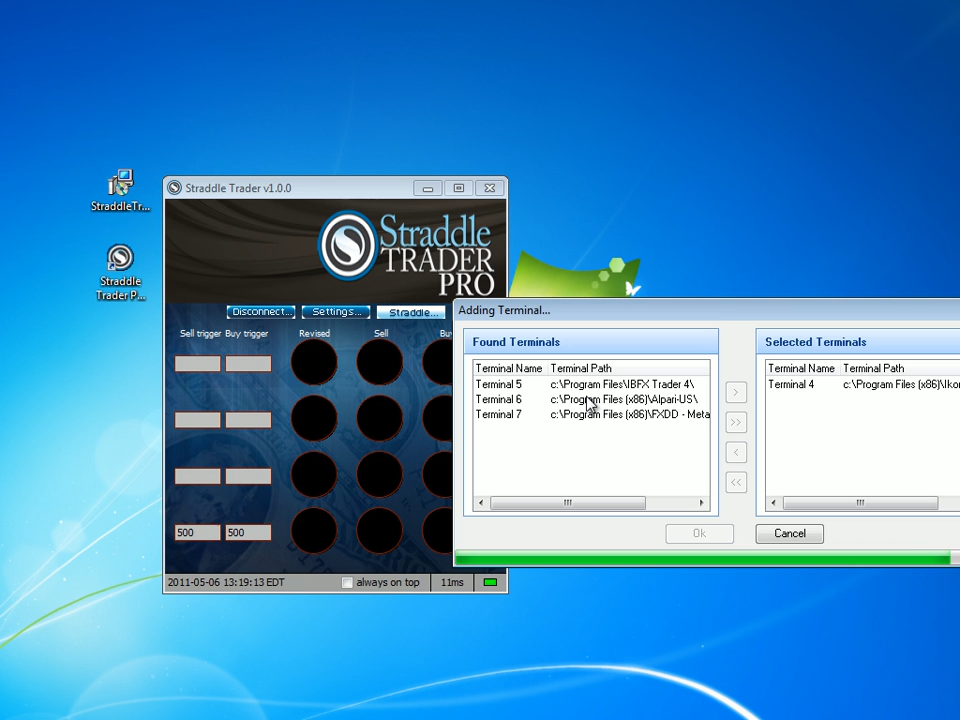 StraddleTr...
Straddle
Trader P...
Straddle Trader v1.0.0
Straddle
TRADER
PRO
Disconnect... Settings... Straddle...
Sell trigger Buy trigger Revised Sell Bu
500 500
2011-05-06 13:19:13 EDT always on top 11ms
Adding Terminal...
Found Terminals
Terminal Name Terminal Path
Terminal 5 c:\Program Files\IBFX Trader 4\
Terminal 6 c:\Program Files (x86)\Alpari-US\
Terminal 7 c:\Program Files (x86)\FXDD - Meta
> 
>>
<
<<
Selected Terminals
Terminal Name Terminal Path
Terminal 4 c:\Program Files (x86)\Ikon
Ok Cancel